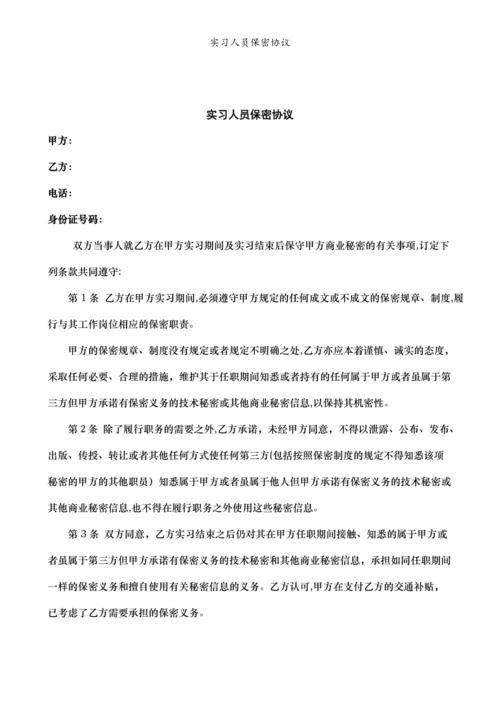 实习人员保密协议
实习人员保密协议
甲方：
乙方：
电话：
身份证号码：
双方当事人就乙方在甲方实习期间及实习结束后保守甲方商业秘密的有关事项,订定下
列条款共同遵守:
第 1 条 乙方在甲方实习期间,必须遵守甲方规定的任何成文或不成文的保密规章、制度,履
行与其工作岗位相应的保密职责。
甲方的保密规章、制度没有规定或者规定不明确之处,乙方亦应本着谨慎、诚实的态度，
采取任何必要、合理的措施，维护其于任职期间知悉或者持有的任何属于甲方或者虽属于第
三方但甲方承诺有保密义务的技术秘密或其他商业秘密信息,以保持其机密性。
第 2 条 除了履行职务的需要之外,乙方承诺，未经甲方同意，不得以泄露、公布、发布、
出版、传授、转让或者其他任何方式使任何第三方(包括按照保密制度的规定不得知悉该项
秘密的甲方的其他职员）知悉属于甲方或者虽属于他人但甲方承诺有保密义务的技术秘密或
其他商业秘密信息,也不得在履行职务之外使用这些秘密信息。
第 3 条 双方同意，乙方实习结束之后仍对其在甲方任职期间接触、知悉的属于甲方或
者虽属于第三方但甲方承诺有保密义务的技术秘密和其他商业秘密信息，承担如同任职期间
一样的保密义务和擅自使用有关秘密信息的义务。乙方认可,甲方在支付乙方的交通补贴，
已考虑了乙方需要承担的保密义务。